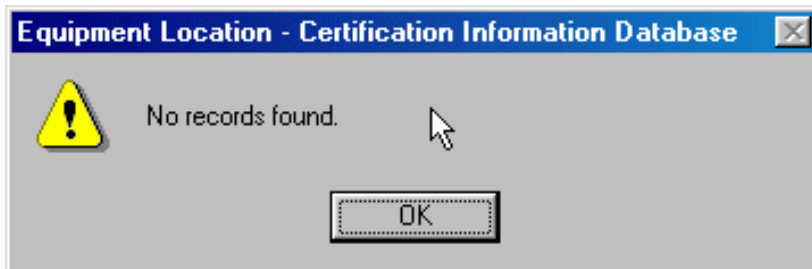 Equipment Location - Certification Information Database
No records found.
OK